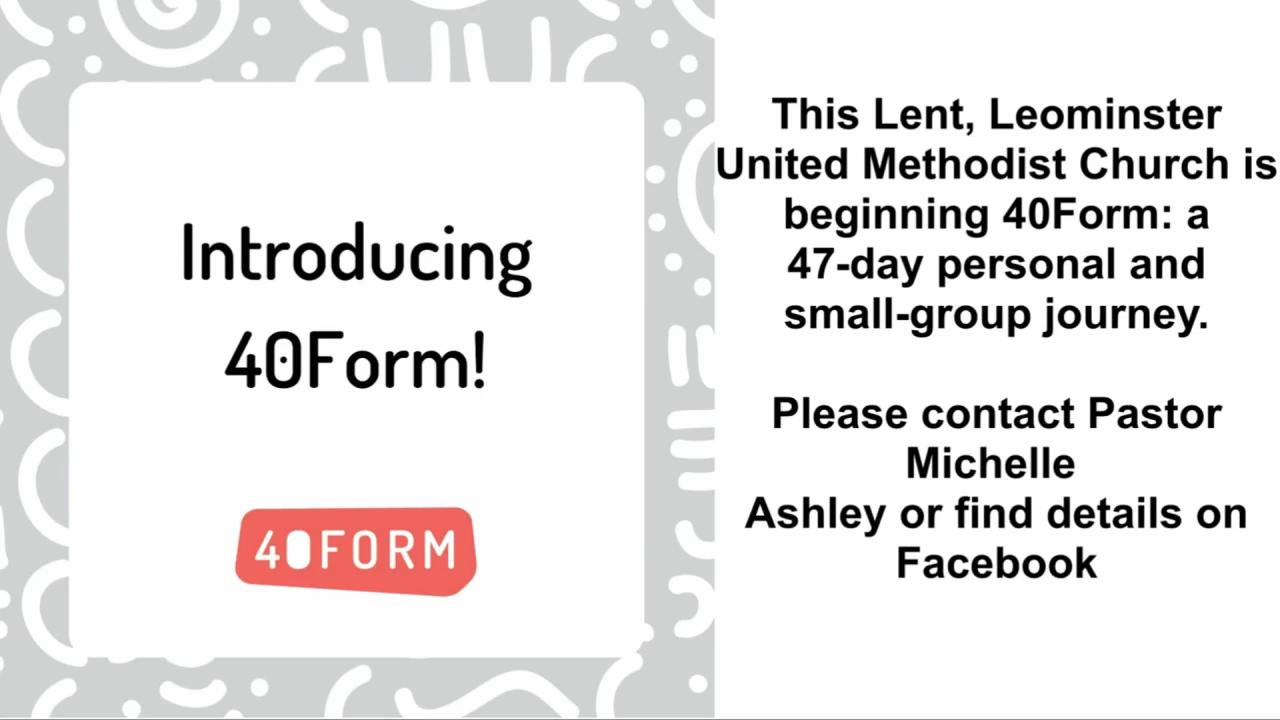 Introducing
40Form!
40FORM
This Lent, Leominster
United Methodist Church is
beginning 40Form: a
47-day personal and
small-group journey.
Please contact Pastor
Michelle
Ashley or find details on
Facebook